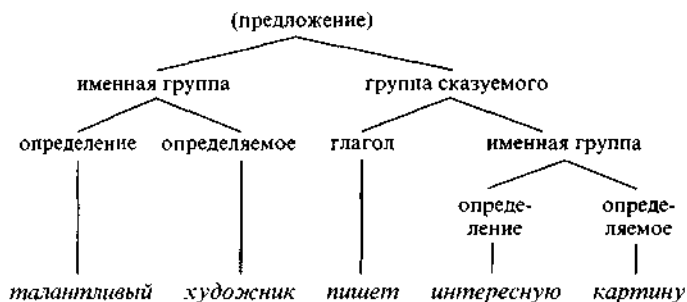 (предложение)
именная группа группа сказуемого
определение определяемое глагол именная группа
опреде- опреде-
ление ляемое
талантливый художник пишет интересную картину